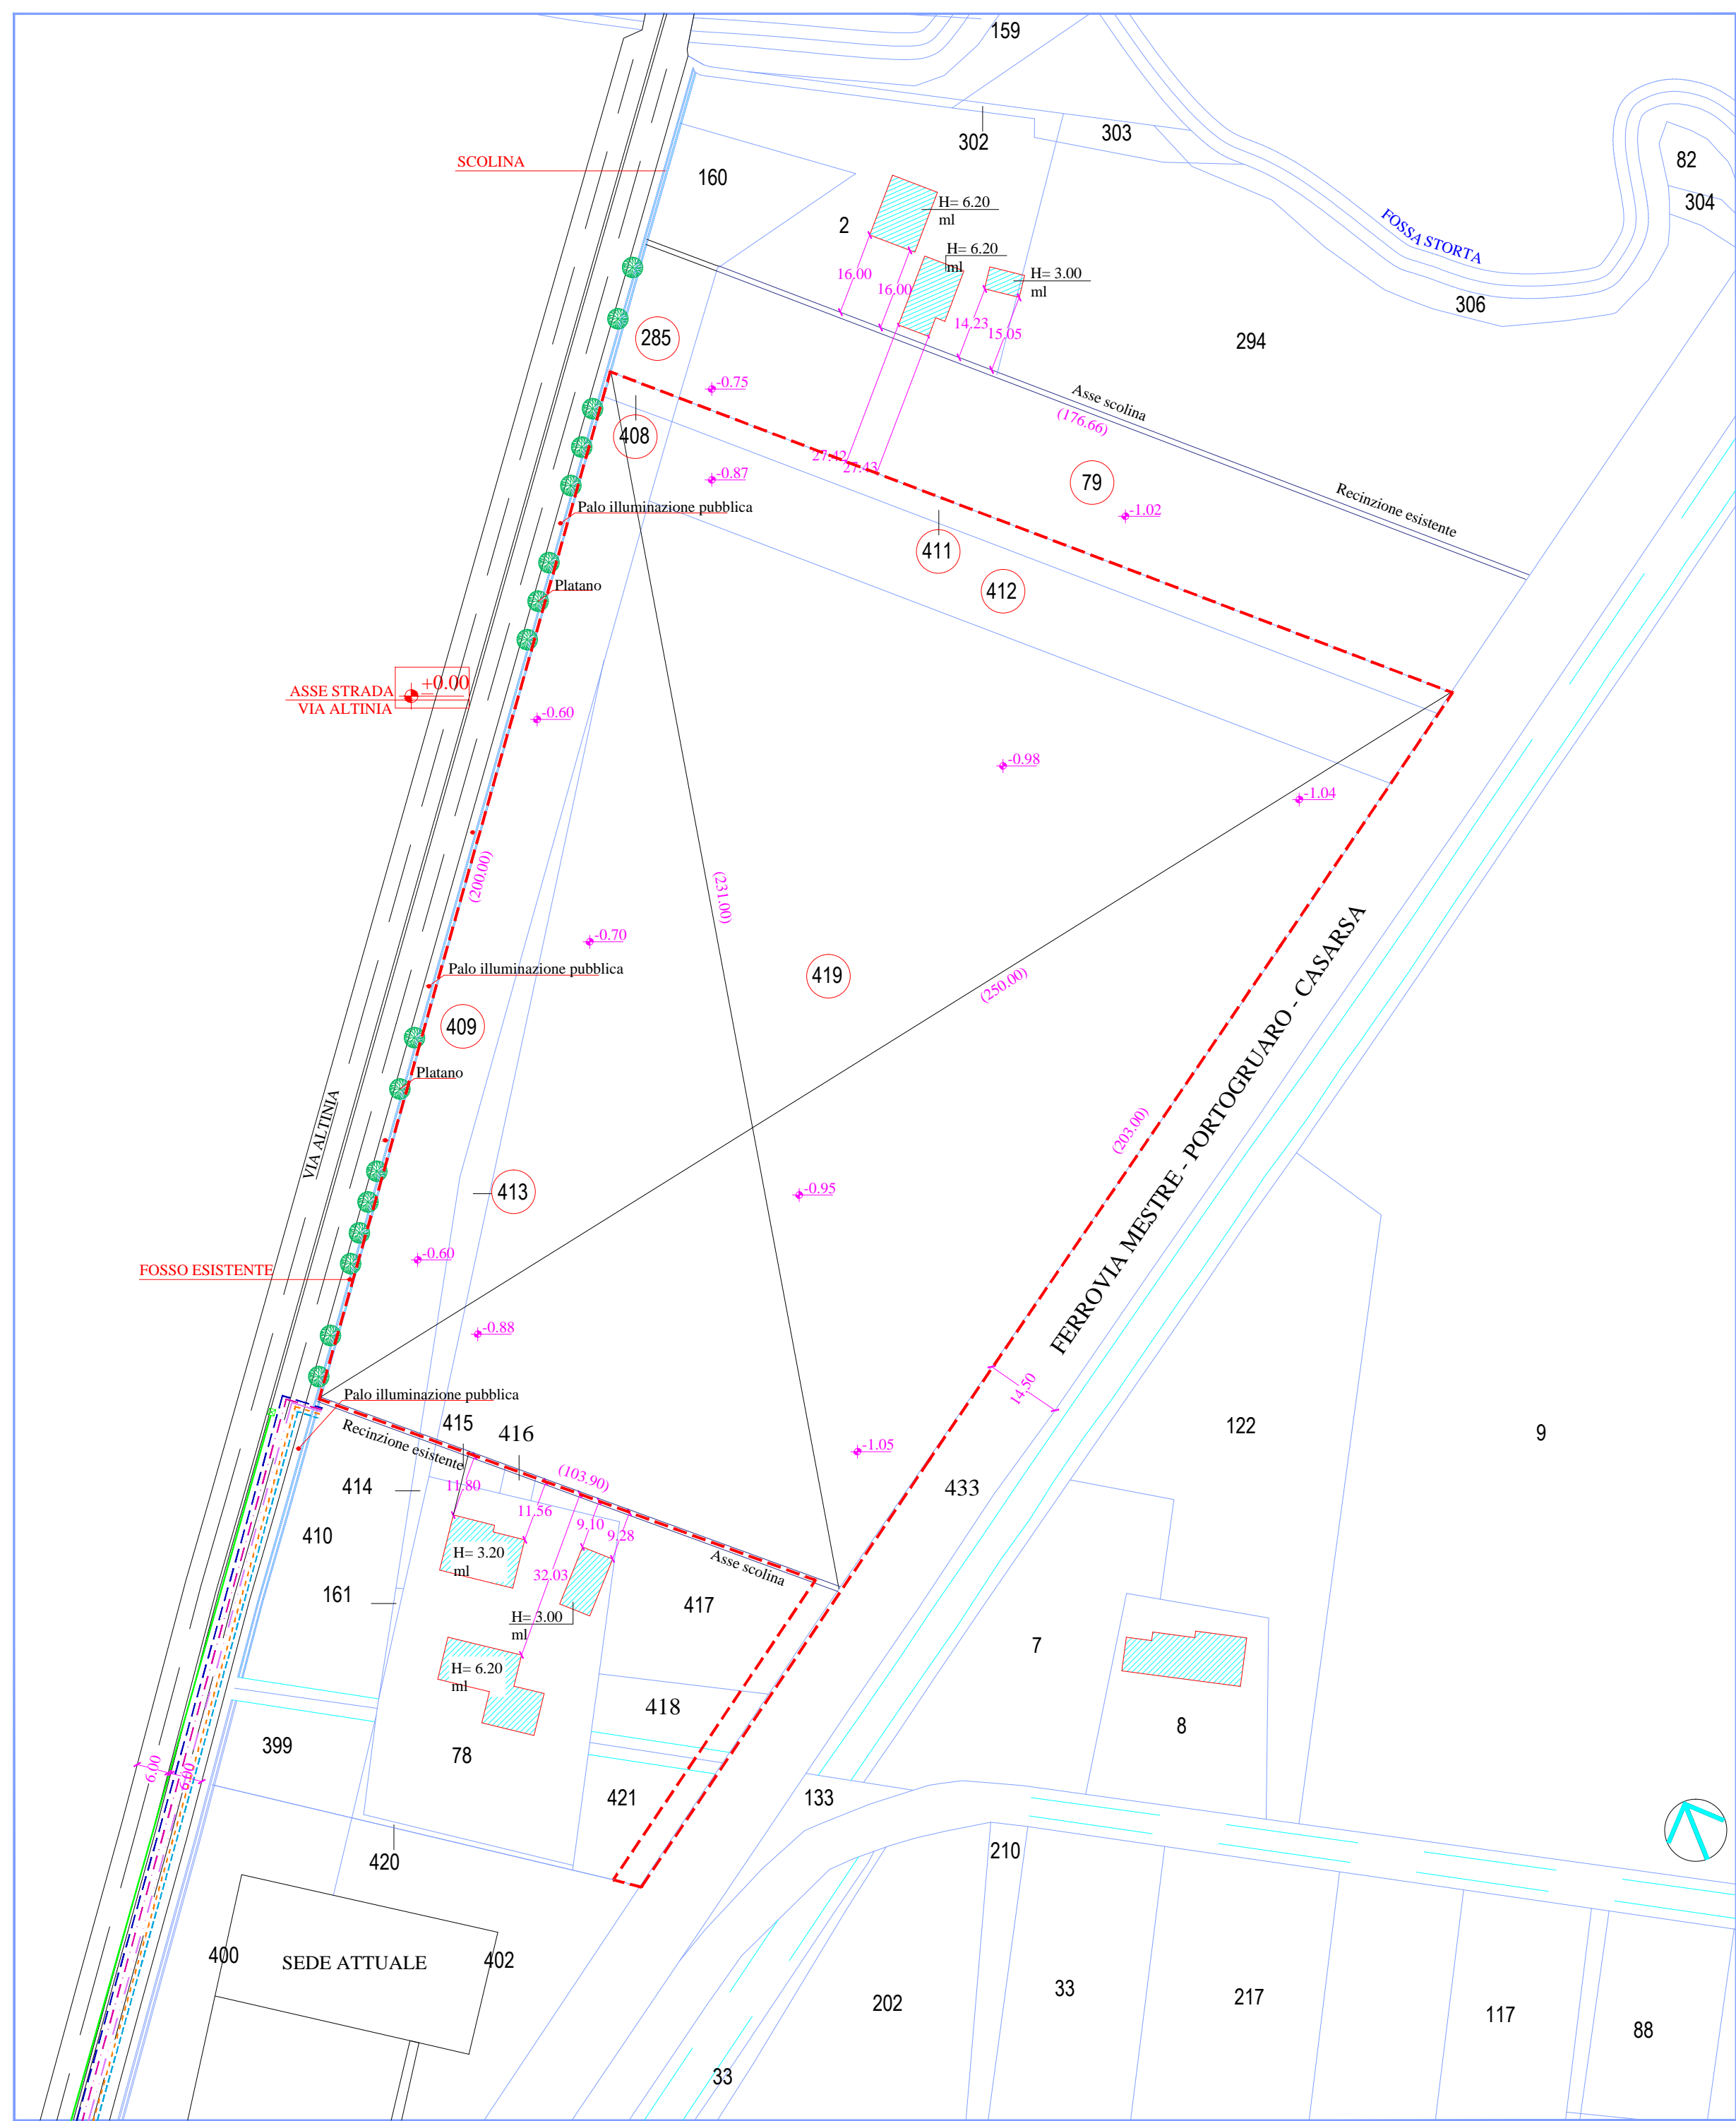 159
302
303
82
304
SCOLINA
160
2
H= 6.20
ml
H= 6.20
ml
H= 3.00
ml
FOSSA STORTA
306
16.00
16.00
14.23
15.05
285
294
-0.75
Asse scolina
(176.66)
408
27.42
27.43
-0.87
79
-1.02
Recinzione esistente
Palo illuminazione pubblica
411
412
Platano
ASSE STRADA
VIA ALTINIA
+0.00
-0.60
-0.98
-1.04
(200.00)
(231.00)
-0.70
Palo illuminazione pubblica
419
(250.00)
409
Platano
VIA ALTINIA
(203.00)
FERROVIA MESTRE - PORTOGRUARO - CASARSA
413
-0.95
-0.60
FOSSO ESISTENTE
-0.88
Palo illuminazione pubblica
14.50
415
416
Recinzione esistente
-1.05
122
9
(103.90)
414
11.80
11.56
9.10
9.28
433
410
H= 3.20
ml
32.03
Asse scolina
161
H= 3.00
ml
417
7
H= 6.20
ml
418
8
399
78
6.00
6.00
421
133
420
210
400
SEDE ATTUALE
402
202
33
217
117
88
33